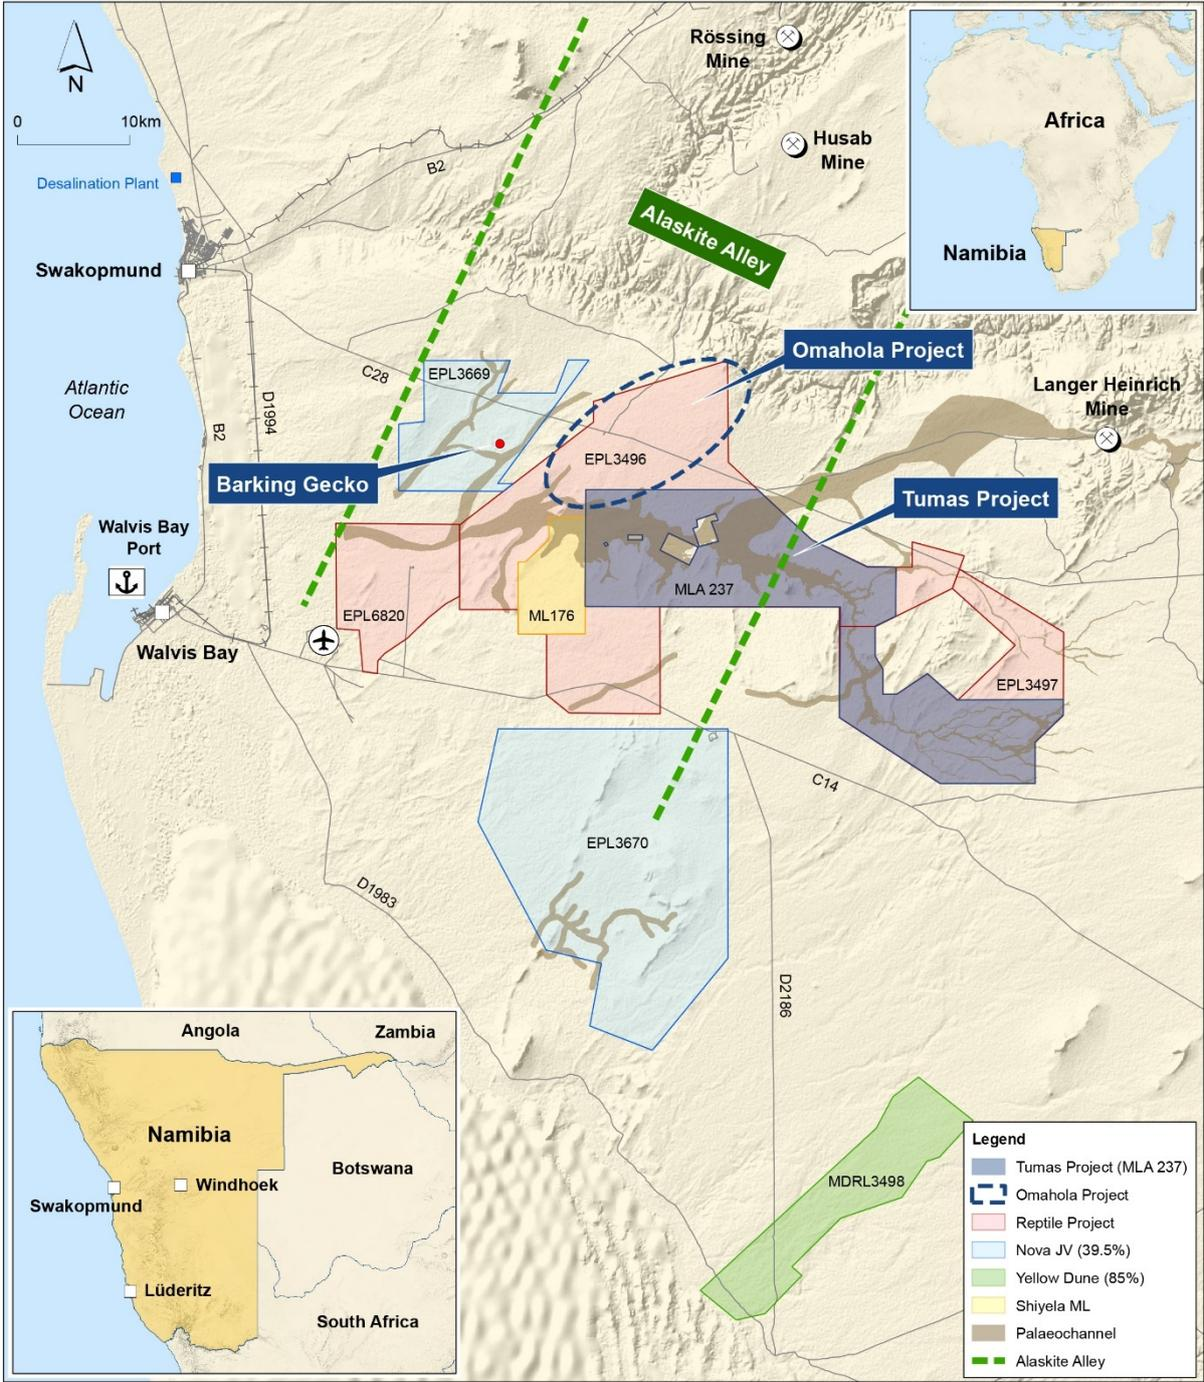 N
0
10km
Desalination Plant
Swakopmund
Atlantic
Ocean
B2
B2
D1994
C28
Rössing
Mine
Husab
Mine
Alaskite Alley
Africa
Namibia
Omahola Project
Langer Heinrich
Mine
EPL3669
EPL3496
Barking Gecko
Tumas Project
Walvis Bay
Port
Walvis Bay
EPL6820
ML176
MLA 237
EPL3497
C14
EPL3670
D1983
D2186
MDRL3498
Angola
Zambia
Namibia
Botswana
Windhoek
Swakopmund
Lüderitz
South Africa
Legend
Tumas Project (MLA 237)
Omahola Project
Reptile Project
Nova JV (39.5%)
Yellow Dune (85%)
Shiyela ML
Palaeochannel
Alaskite Alley